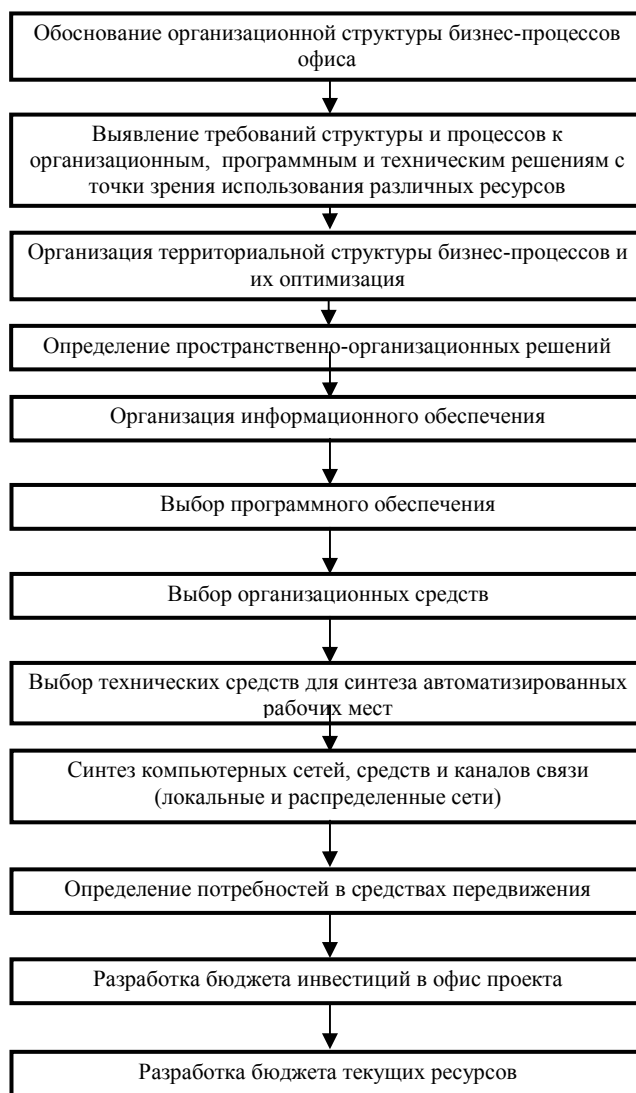 Обоснование организационной структуры бизнес-процессов
офиса
Выявление требований структуры и процессов к
организационным, программным и техническим решениям с
точки зрения использования различных ресурсов
Организация территориальной структуры бизнес-процессов и
их оптимизация
Определение пространственно-организационных решений
Организация информационного обеспечения
Выбор программного обеспечения
Выбор организационных средств
Выбор технических средств для синтеза автоматизированных
рабочих мест
Синтез компьютерных сетей, средств и каналов связи
(локальные и распределенные сети)
Определение потребностей в средствах передвижения
Разработка бюджета инвестиций в офис проекта
Разработка бюджета текущих ресурсов